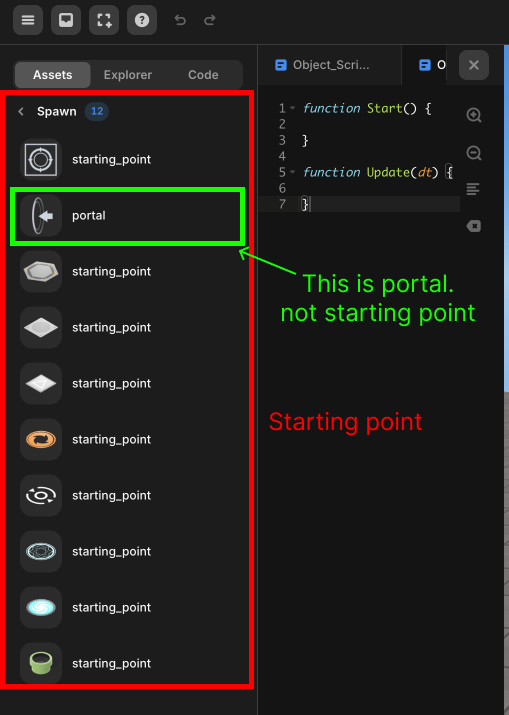 Assets Explorer Code
Object_Scri... O
Spawn 12
starting_point
portal
starting_point
starting_point
starting_point
starting_point
starting_point
starting_point
starting_point
starting_point
1 function Start() {
2
3 }
4
5 function Update(dt) {
6
7 }
This is portal.
not starting point
Starting point